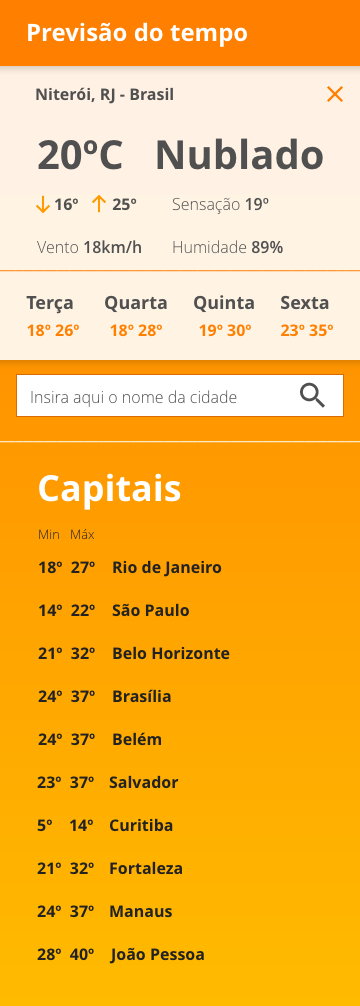 Previsão do tempo
Niterói, RJ - Brasil
20ºC Nublado
16º 25º Sensação 19º
Vento 18km/h Humidade 89%
Terça Quarta Quinta Sexta
18º 26º 18º 28º 19º 30º 23º 35º
Insira aqui o nome da cidade
Capitais
Min Máx
18º 27º Rio de Janeiro
14º 22º São Paulo
21º 32º Belo Horizonte
24º 37º Brasília
24º 37º Belém
23º 37º Salvador
5º 14º Curitiba
21º 32º Fortaleza
24º 37º Manaus
28º 40º João Pessoa